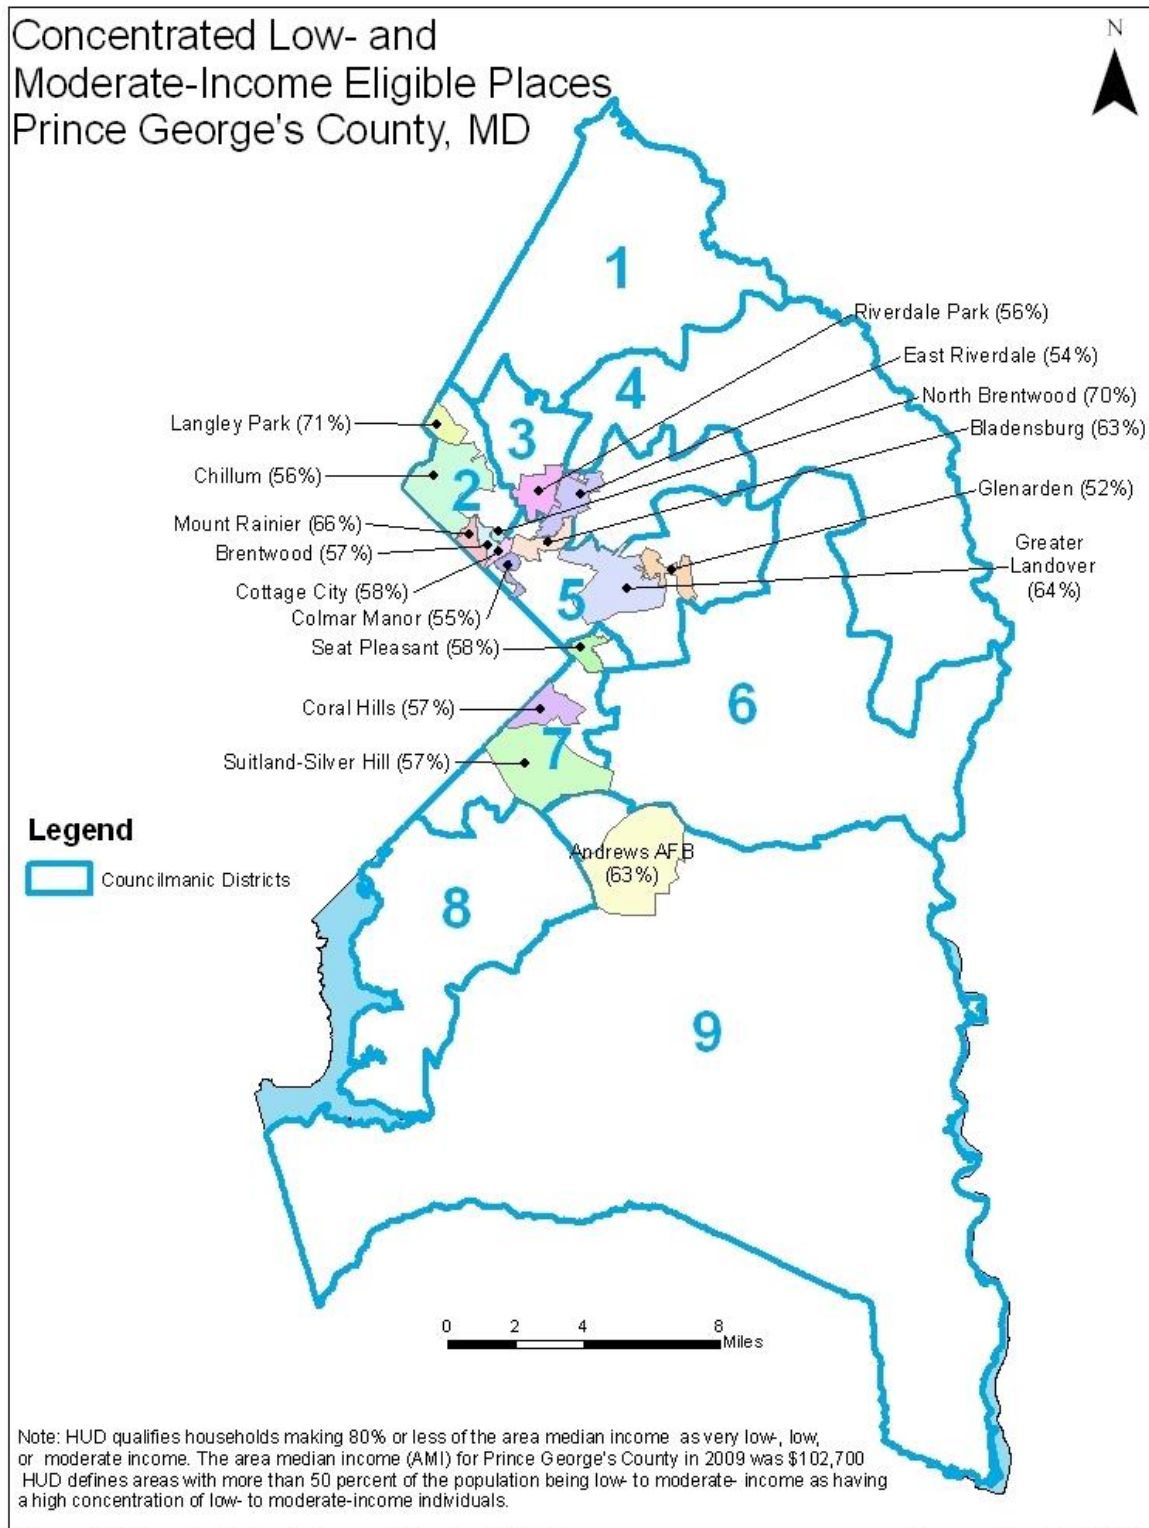 Concentrated Low- and
Moderate-Income Eligible Places
Prince George's County, MD
N
1
Riverdale Park (56%)
East Riverdale (54%)
4
North Brentwood (70%)
Langley Park (71%)
3
Bladensburg (63%)
Chillum (56%)
2
Glenarden (52%)
Mount Rainier (66%)
Brentwood (57%)
Greater
Landover
(64%)
Cottage City (58%)
5
Colmar Manor (55%)
Seat Pleasant (58%)
Coral Hills (57%)
6
7
Suitland-Silver Hill (57%)
Legend
Councilmanic Districts
Andrews AFB
(63%)
8
9
0 2 4 8
Miles
Note: HUD qualifies households making 80% or less of the area median income as very low-, low,
or moderate income. The area median income (AMI) for Prince George's County in 2009 was $102,700
HUD defines areas with more than 50 percent of the population being low- to moderate- income as having
a high concentration of low- to moderate-income individuals.